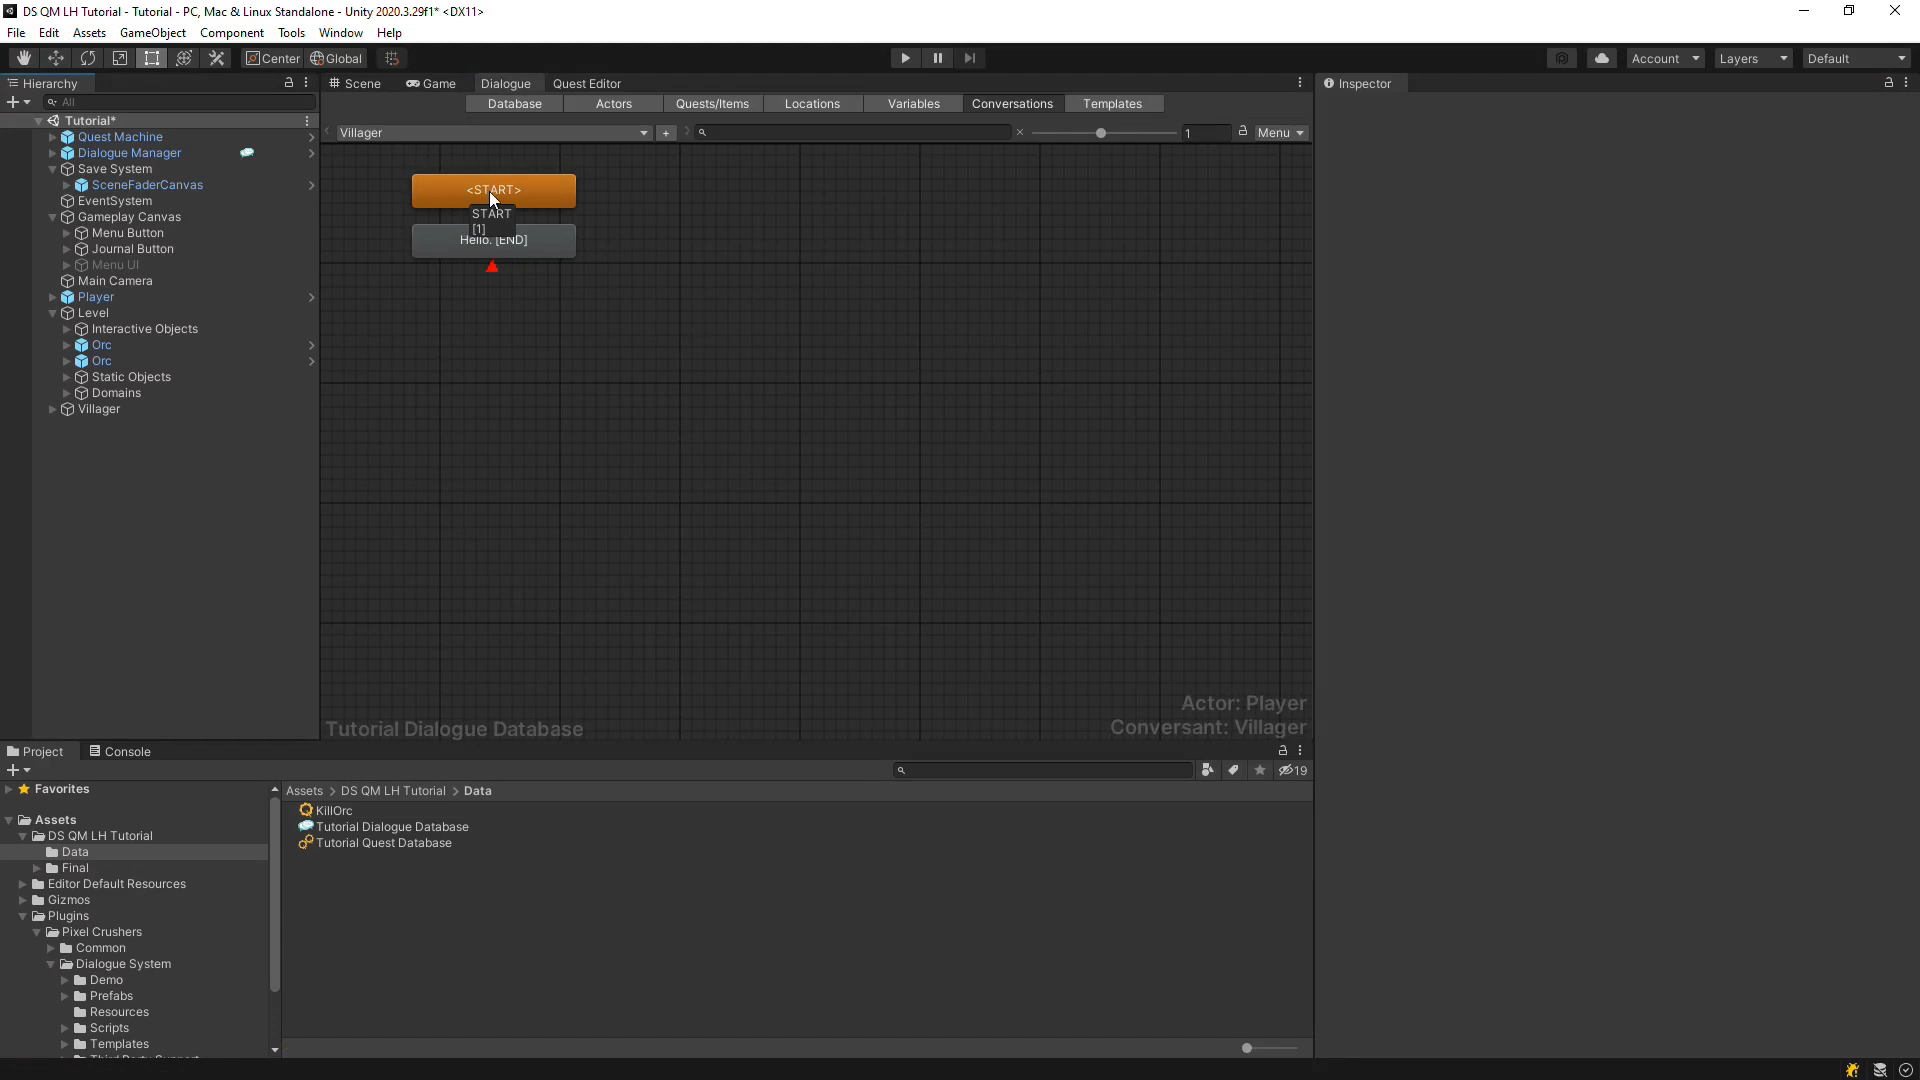 DS QM LH Tutorial - Tutorial - PC, Mac & Linux Standalone - Unity 2020.3.29f1* <DX11>
File Edit Assets GameObject Component Tools Window Help
Center Global Account Layers Default
Hierarchy
All
Tutorial*
Quest Machine
Dialogue Manager
Save System
SceneFaderCanvas
EventSystem
Gameplay Canvas
Menu Button
Journal Button
Menu UI
Main Camera
Player
Level
Interactive Objects
Orc
Orc
Static Objects
Domains
Villager
Scene Game Dialogue Quest Editor
Database Actors Quests/Items Locations Variables Conversations Templates
Villager + 1 Menu
<START>
START
[1]
Hello. [END]
Actor: Player
Tutorial Dialogue Database Conversant: Villager
Inspector
Project Console
19
Favorites
Assets
DS QM LH Tutorial
Data
Final
Editor Default Resources
Gizmos
Plugins
Pixel Crushers
Common
Dialogue System
Demo
Prefabs
Resources
Scripts
Templates
Assets > DS QM LH Tutorial > Data
KillOrc
Tutorial Dialogue Database
Tutorial Quest Database